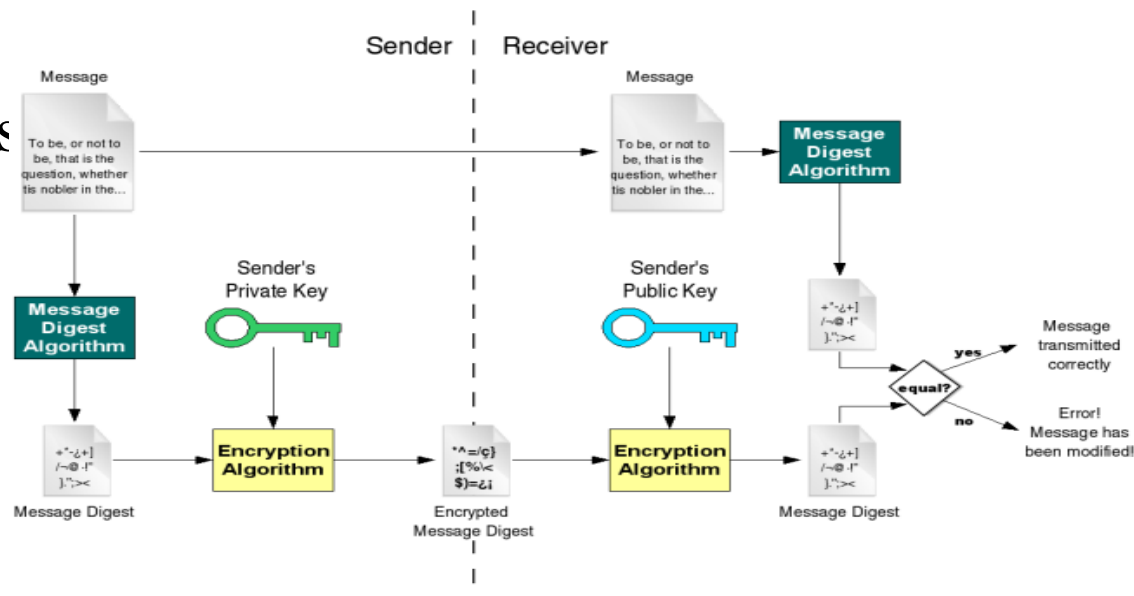 Sender
Receiver
Message
Message
S
To be, or not to
be, that is the
question, whether
tis nobler in the...
To be, or not to
be, that is the
question, whether
tis nobler in the...
Message
Digest
Algorithm
Sender's
Private Key
Sender's
Public Key
Message
Digest
Algorithm
+"-¿+]
/¬@-!"
}.";><
Message
transmitted
correctly
yes
equal?
no
Error!
Message has
been modified!
+"-¿+]
/¬@-!"
}.";><
Message Digest
Encryption
Algorithm
*^=/ç}
;[%\<
$)=¿¡
Encrypted
Message Digest
Encryption
Algorithm
+"-¿+]
/¬@-!"
}.";><
Message Digest